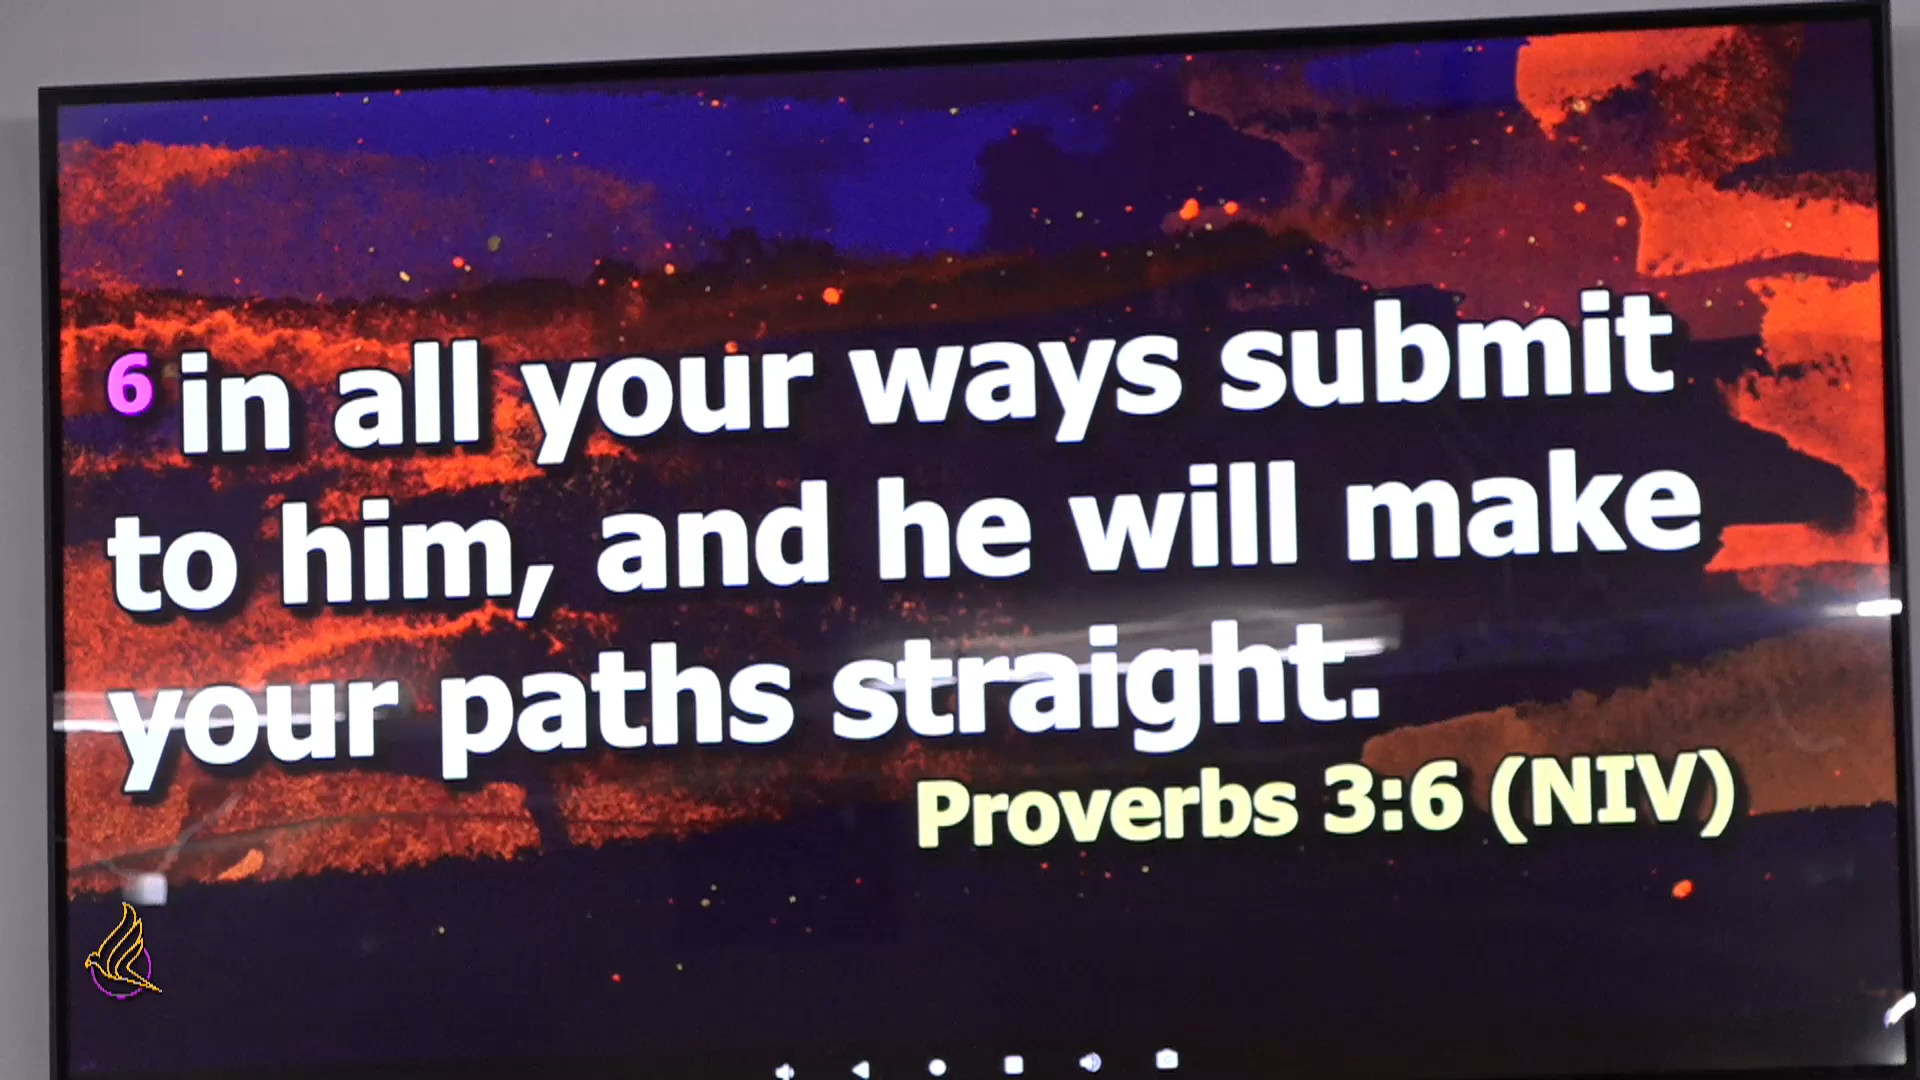 6 in all your ways submit
to him, and he will make
your paths straight.
Proverbs 3:6 (NIV)